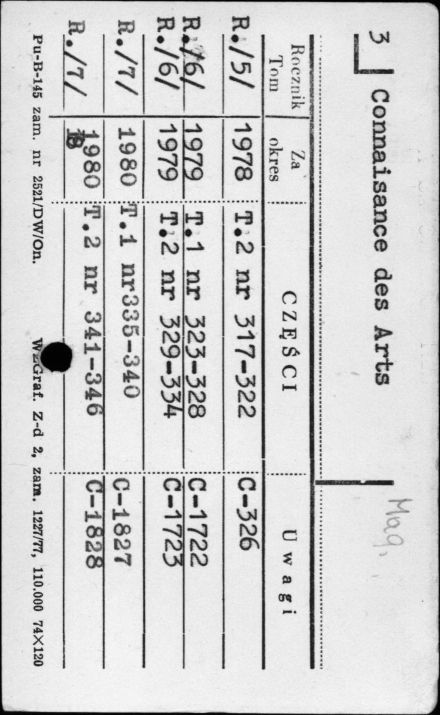 3 Connaisance des Arts
Mag.
Rocznik Tom Za okres CZĘŚCI Uwagi
R./5/ 1978 T.2 nr 317-322 C-326
R./6/ 1979 T.1 nr 323-328 C-1722
R./6/ 1979 T.2 nr 329-334 C-1723
R./7/ 1980 T.1 nr335-340 C-1827
R./7/ 1980 T.2 nr 341-346 C-1828
Pu-B-145 zam. nr 2521/DW/On. WZGraf. Z-d 2, zam. 1227/77, 110.000 74×120